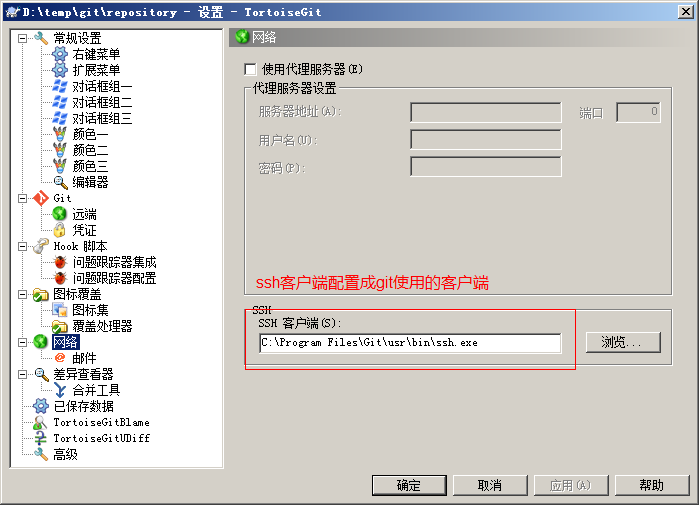 D:\temp\git\repository - 设置 - TortoiseGit
常规设置
右键菜单
扩展菜单
对话框组一
对话框组二
对话框组三
颜色一
颜色二
颜色三
编辑器
Git
远端
凭证
Hook 脚本
问题跟踪器集成
问题跟踪器配置
图标覆盖
图标集
覆盖处理器
网络
邮件
差异查看器
合并工具
已保存数据
TortoiseGitBlame
TortoiseGitUDiff
高级
网络
使用代理服务器(E)
代理服务器设置
服务器地址(A):
端口
0
用户名(U):
密码(P):
ssh客户端配置成git使用的客户端
SSH
SSH 客户端(S):
C:\Program Files\Git\usr\bin\ssh.exe
浏览...
确定
取消
应用(A)
帮助